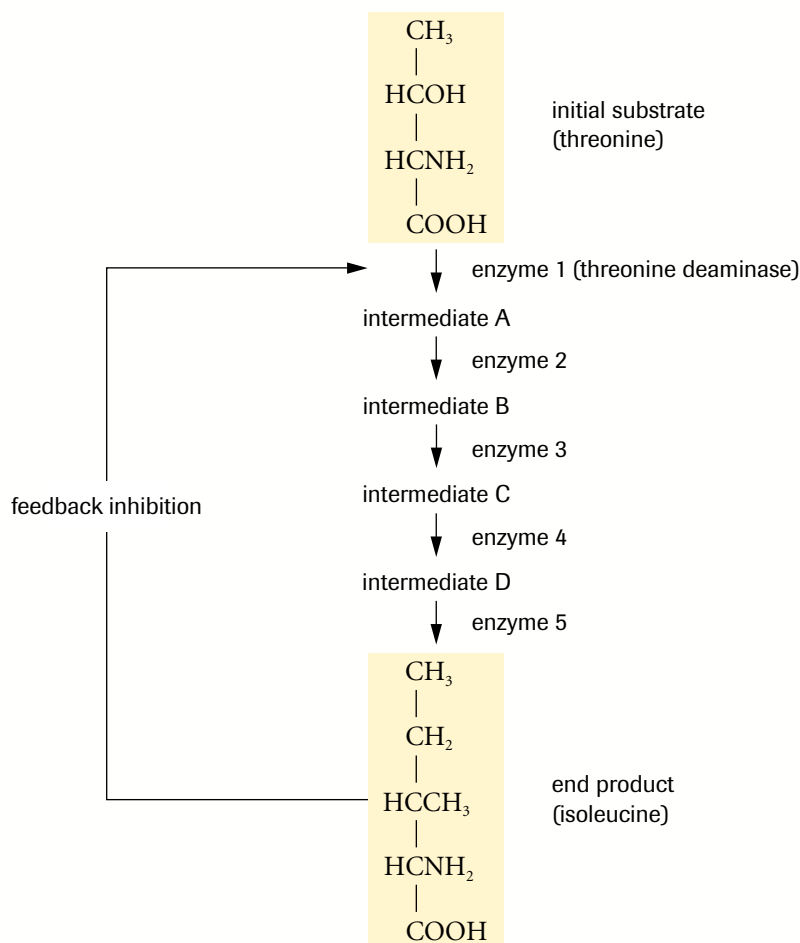 CH₃
HCOH
HCNH₂
COOH
initial substrate
(threonine)
enzyme 1 (threonine deaminase)
intermediate A
enzyme 2
intermediate B
enzyme 3
intermediate C
feedback inhibition
enzyme 4
intermediate D
enzyme 5
CH₃
CH₂
HCCH₃
HCNH₂
COOH
end product
(isoleucine)